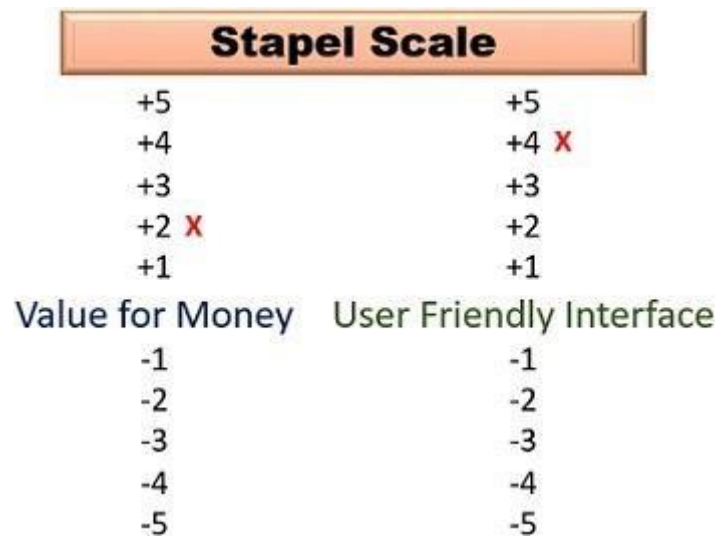 Stapel Scale
+5 +5
+4 +4 X
+3 +3
+2 X +2
+1 +1
Value for Money User Friendly Interface
-1 -1
-2 -2
-3 -3
-4 -4
-5 -5